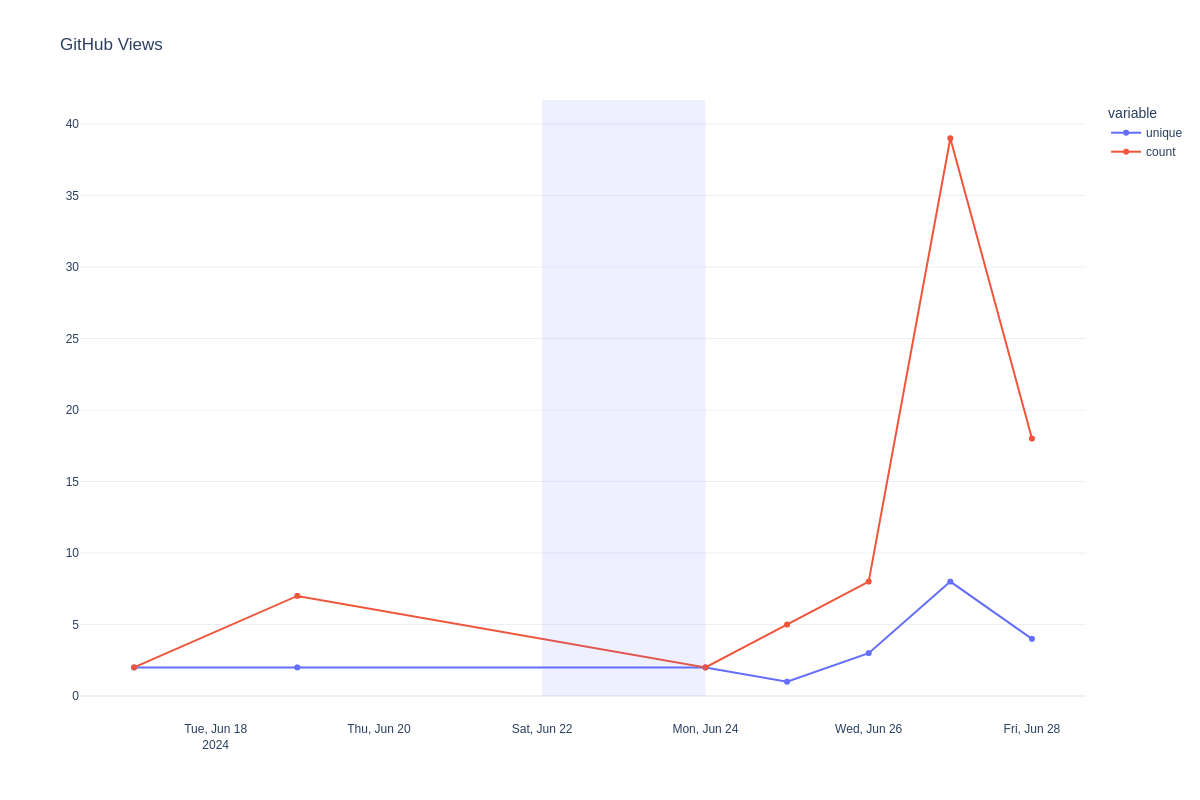 GitHub Views
variable
unique
count
40
35
30
25
20
15
10
5
0
Tue, Jun 18
2024
Thu, Jun 20
Sat, Jun 22
Mon, Jun 24
Wed, Jun 26
Fri, Jun 28